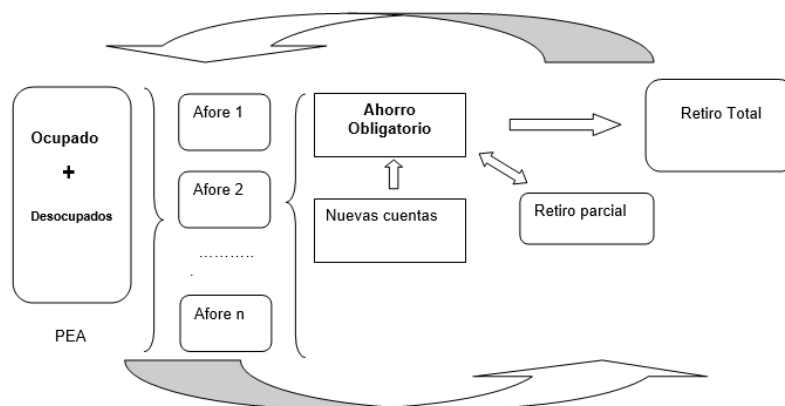 Ocupado
+
Desocupados
PEA
Afore 1
Afore 2
...........
.
Afore n
Ahorro
Obligatorio
Nuevas cuentas
Retiro parcial
Retiro Total